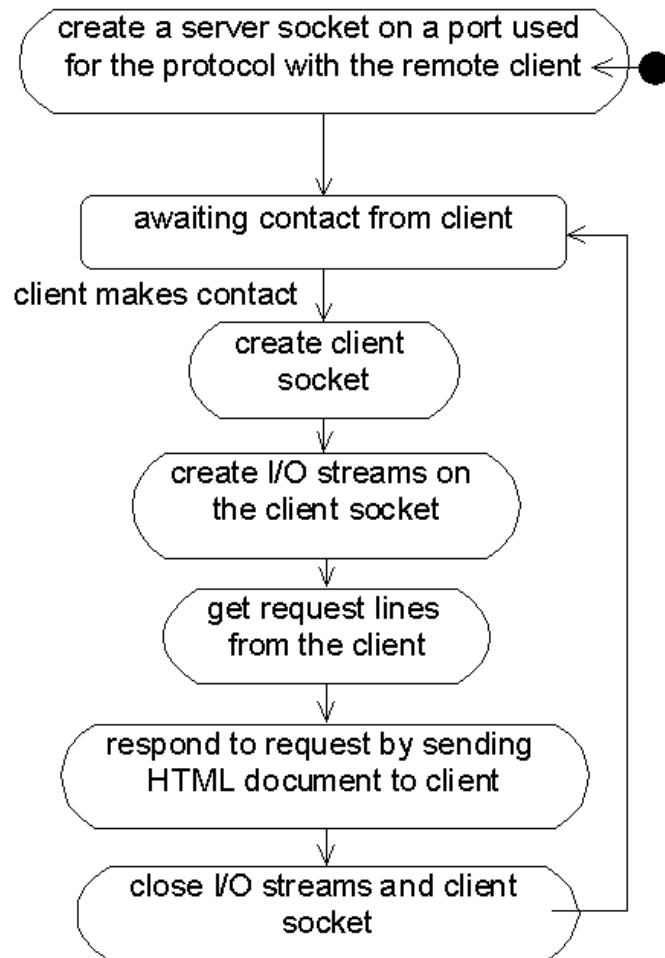 create a server socket on a port used
for the protocol with the remote client
awaiting contact from client
client makes contact
create client
socket
create I/O streams on
the client socket
get request lines
from the client
respond to request by sending
HTML document to client
close I/O streams and client
socket